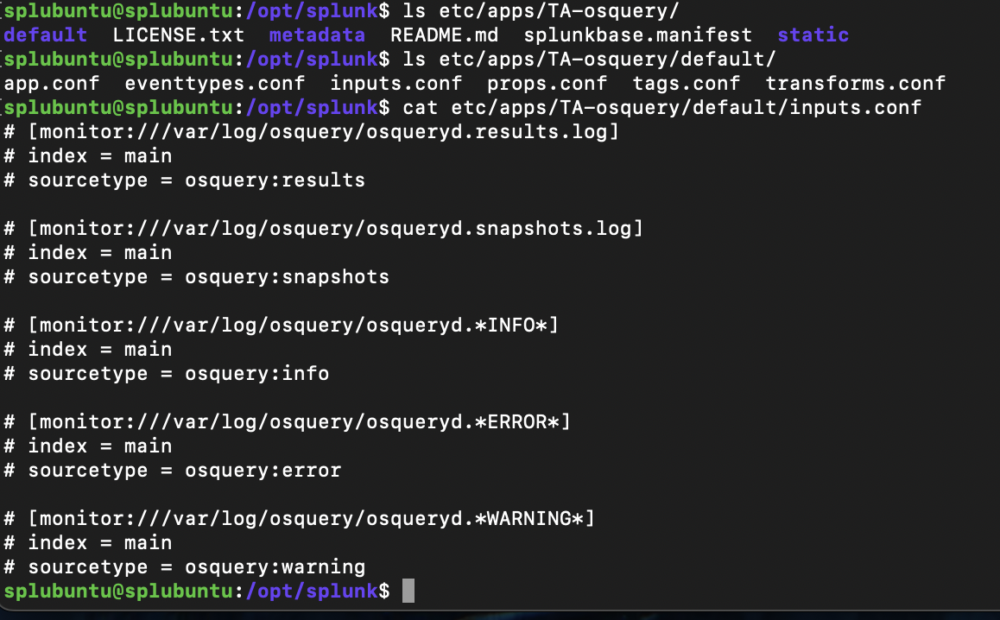 splubuntu@splubuntu:/opt/splunk$ ls etc/apps/TA-osquery/
default LICENSE.txt metadata README.md splunkbase.manifest static
[splubuntu@splubuntu:/opt/splunk$ ls etc/apps/TA-osquery/default/
app.conf eventtypes.conf inputs.conf props.conf tags.conf transforms.conf
[splubuntu@splubuntu:/opt/splunk$ cat etc/apps/TA-osquery/default/inputs.conf
# [monitor:///var/log/osquery/osqueryd.results.log]
# index = main
# sourcetype = osquery:results
# [monitor:///var/log/osquery/osqueryd.snapshots.log]
# index = main
# sourcetype = osquery:snapshots
# [monitor:///var/log/osquery/osqueryd.*INFO*]
# index = main
# sourcetype = osquery:info
# [monitor:///var/log/osquery/osqueryd.*ERROR*]
# index = main
# sourcetype = osquery:error
# [monitor:///var/log/osquery/osqueryd.*WARNING*]
# index = main
# sourcetype = osquery:warning
splubuntu@splubuntu:/opt/splunk$